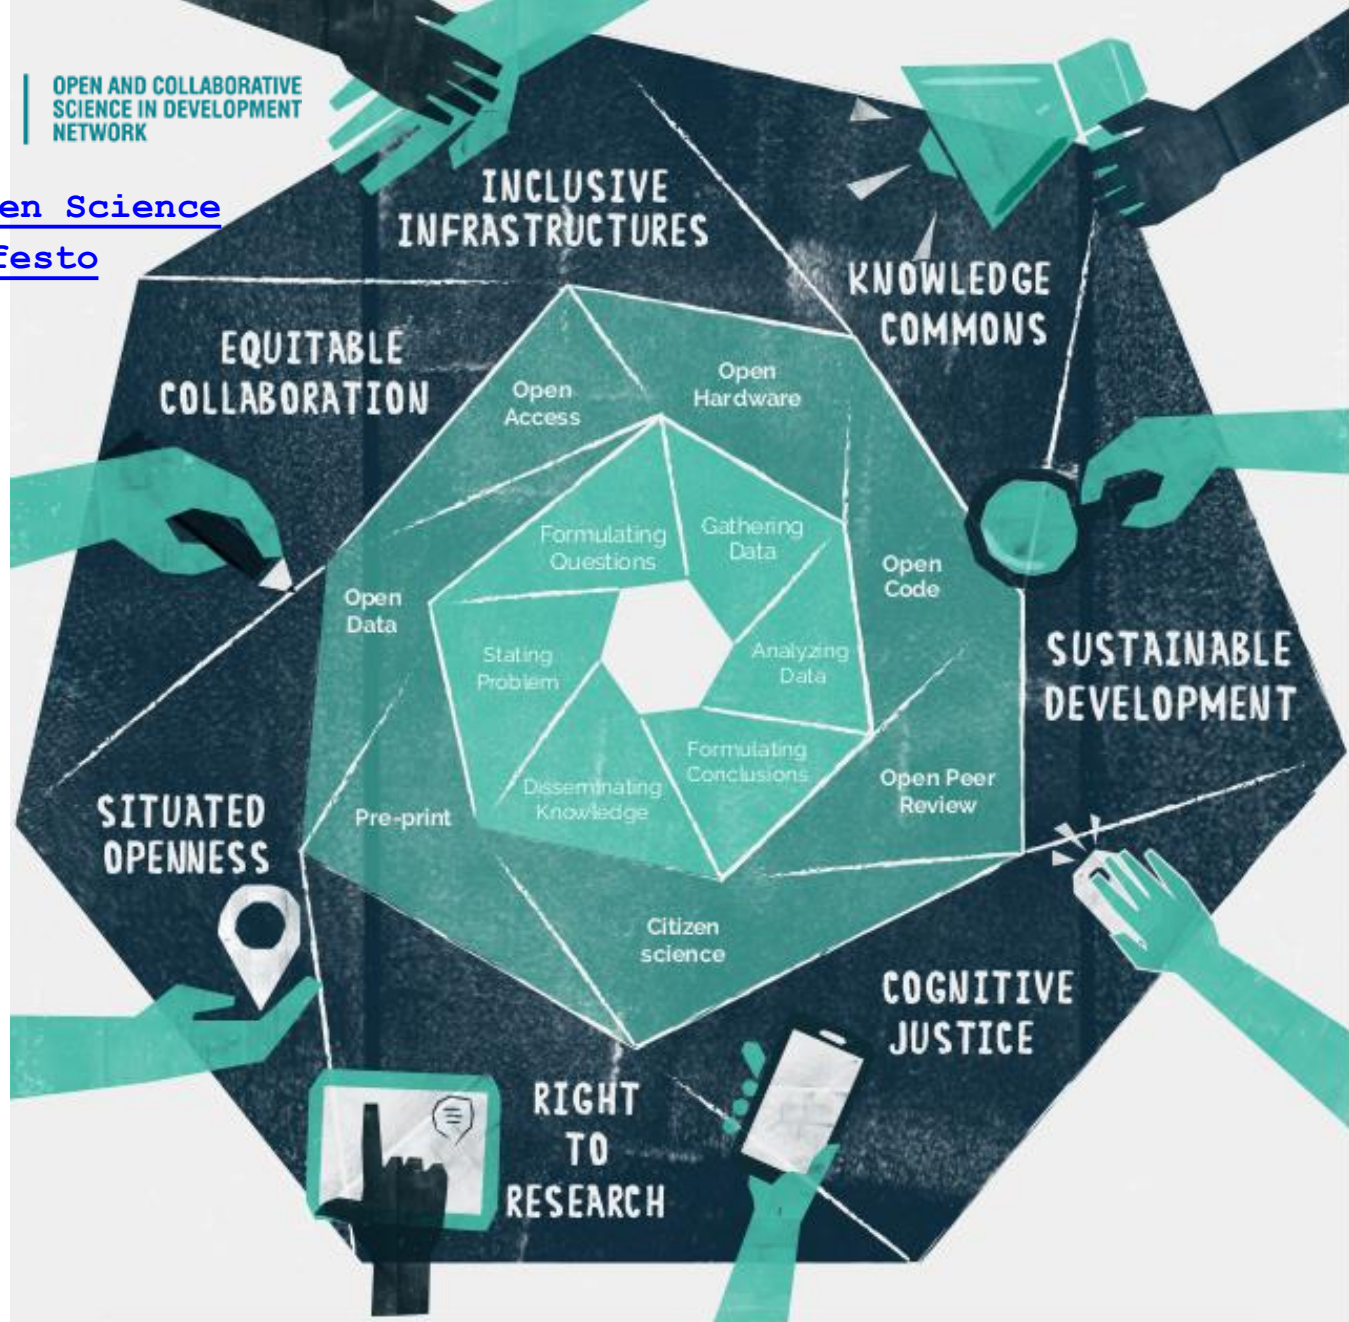 OPEN AND COLLABORATIVE
SCIENCE IN DEVELOPMENT
NETWORK
en Science
festo
INCLUSIVE
INFRASTRUCTURES
KNOWLEDGE
COMMONS
EQUITABLE
COLLABORATION
Open
Access
Open
Hardware
Formulating
Questions
Gathering
Data
Open
Code
Open
Data
Stating
Problem
Analyzing
Data
SUSTAINABLE
DEVELOPMENT
Formulating
Conclusions
Disseminating
Knowledge
Open Peer
Review
Pre-print
SITUATED
OPENNESS
Citizen
science
COGNITIVE
JUSTICE
RIGHT
TO
RESEARCH